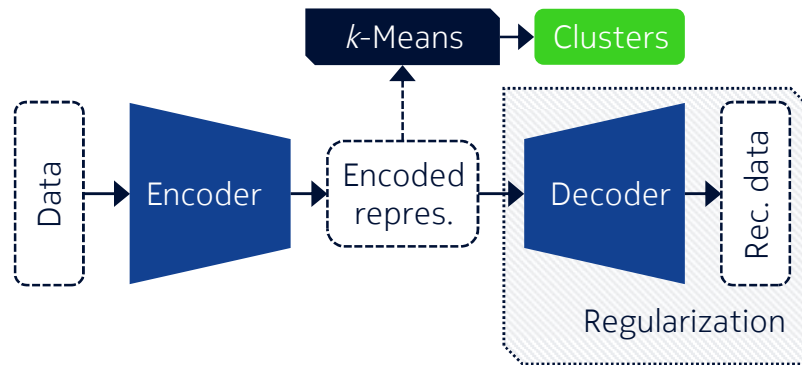 k-Means
Clusters
Data
Encoder
Encoded
repres.
Decoder
Rec. data
Regularization